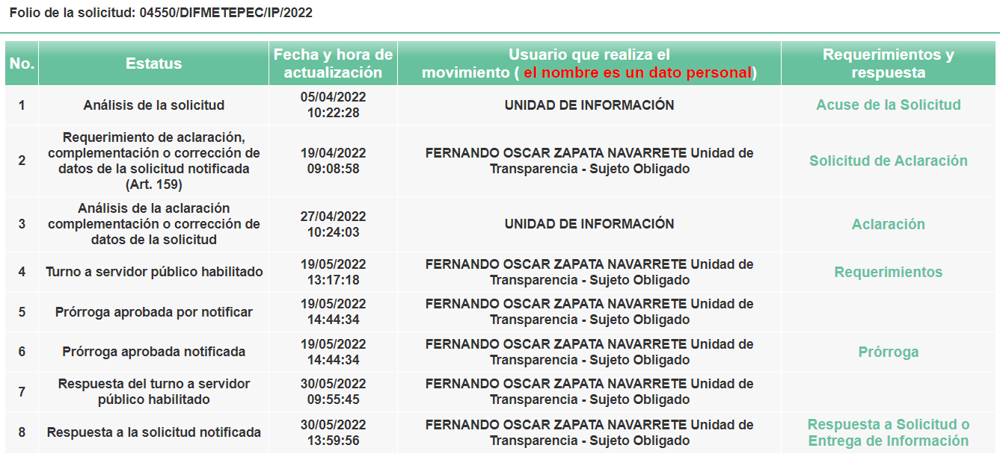 Folio de la solicitud: 04550/DIFMETEPEC/IP/2022
No.
Estatus
Fecha y hora de
actualización
Usuario que realiza el
movimiento ( el nombre es un dato personal)
Requerimientos y
respuesta
1
Análisis de la solicitud
05/04/2022
10:22:28
UNIDAD DE INFORMACIÓN
Acuse de la Solicitud
2
Requerimiento de aclaración,
complementación o corrección de
datos de la solicitud notificada
(Art. 159)
19/04/2022
09:08:58
FERNANDO OSCAR ZAPATA NAVARRETE Unidad de
Transparencia - Sujeto Obligado
Solicitud de Aclaración
3
Análisis de la aclaración
complementación o corrección de
datos de la solicitud
27/04/2022
10:24:03
UNIDAD DE INFORMACIÓN
Aclaración
4
Turno a servidor público habilitado
19/05/2022
13:17:18
FERNANDO OSCAR ZAPATA NAVARRETE Unidad de
Transparencia - Sujeto Obligado
Requerimientos
5
Prórroga aprobada por notificar
19/05/2022
14:44:34
FERNANDO OSCAR ZAPATA NAVARRETE Unidad de
Transparencia - Sujeto Obligado
6
Prórroga aprobada notificada
19/05/2022
14:44:34
FERNANDO OSCAR ZAPATA NAVARRETE Unidad de
Transparencia - Sujeto Obligado
Prórroga
7
Respuesta del turno a servidor
público habilitado
30/05/2022
09:55:45
FERNANDO OSCAR ZAPATA NAVARRETE Unidad de
Transparencia - Sujeto Obligado
8
Respuesta a la solicitud notificada
30/05/2022
13:59:56
FERNANDO OSCAR ZAPATA NAVARRETE Unidad de
Transparencia - Sujeto Obligado
Respuesta a Solicitud o
Entrega de Información